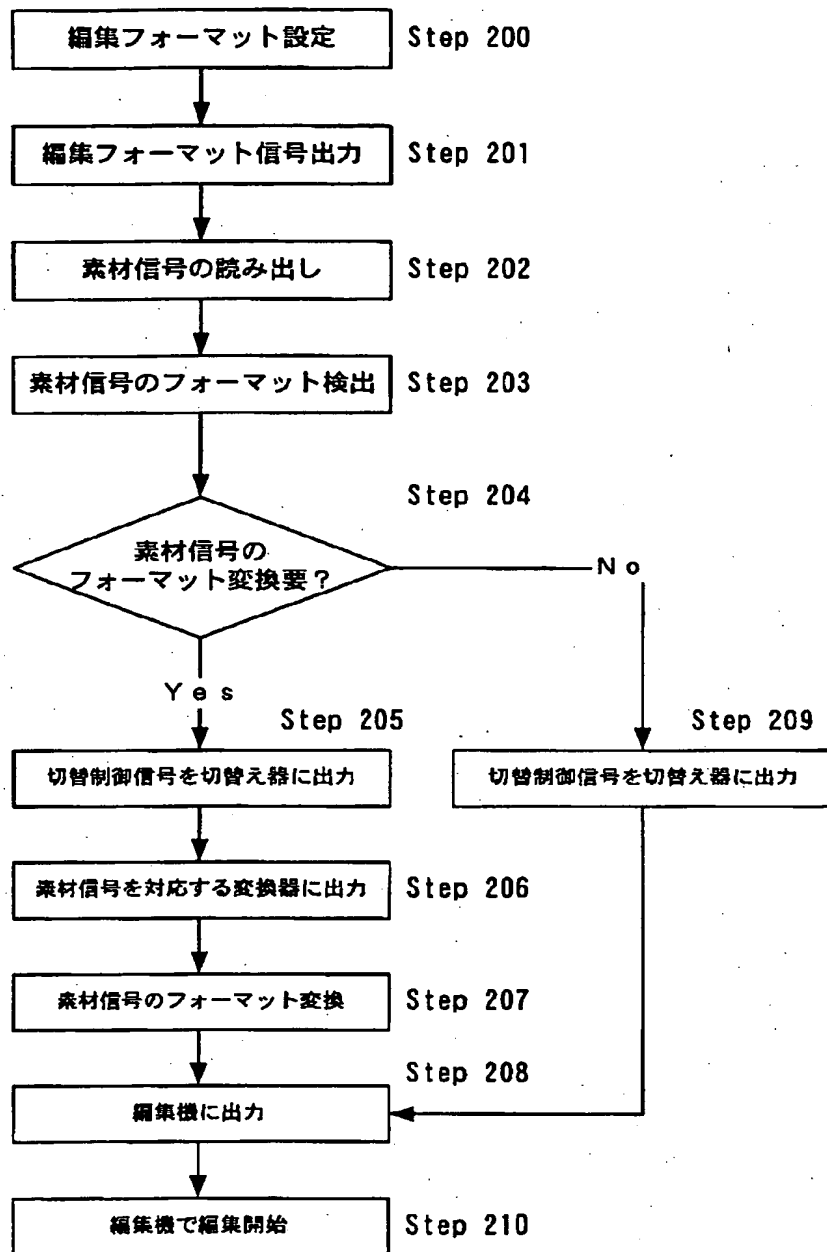 編集フォーマット設定 Step 200
編集フォーマット信号出力 Step 201
素材信号の読み出し Step 202
素材信号のフォーマット検出 Step 203
Step 204
素材信号の
フォーマット変換要？
No
Yes
Step 205
切替制御信号を切替え器に出力
Step 209
切替制御信号を切替え器に出力
素材信号を対応する変換器に出力 Step 206
素材信号のフォーマット変換 Step 207
Step 208
編集機に出力
編集機で編集開始 Step 210